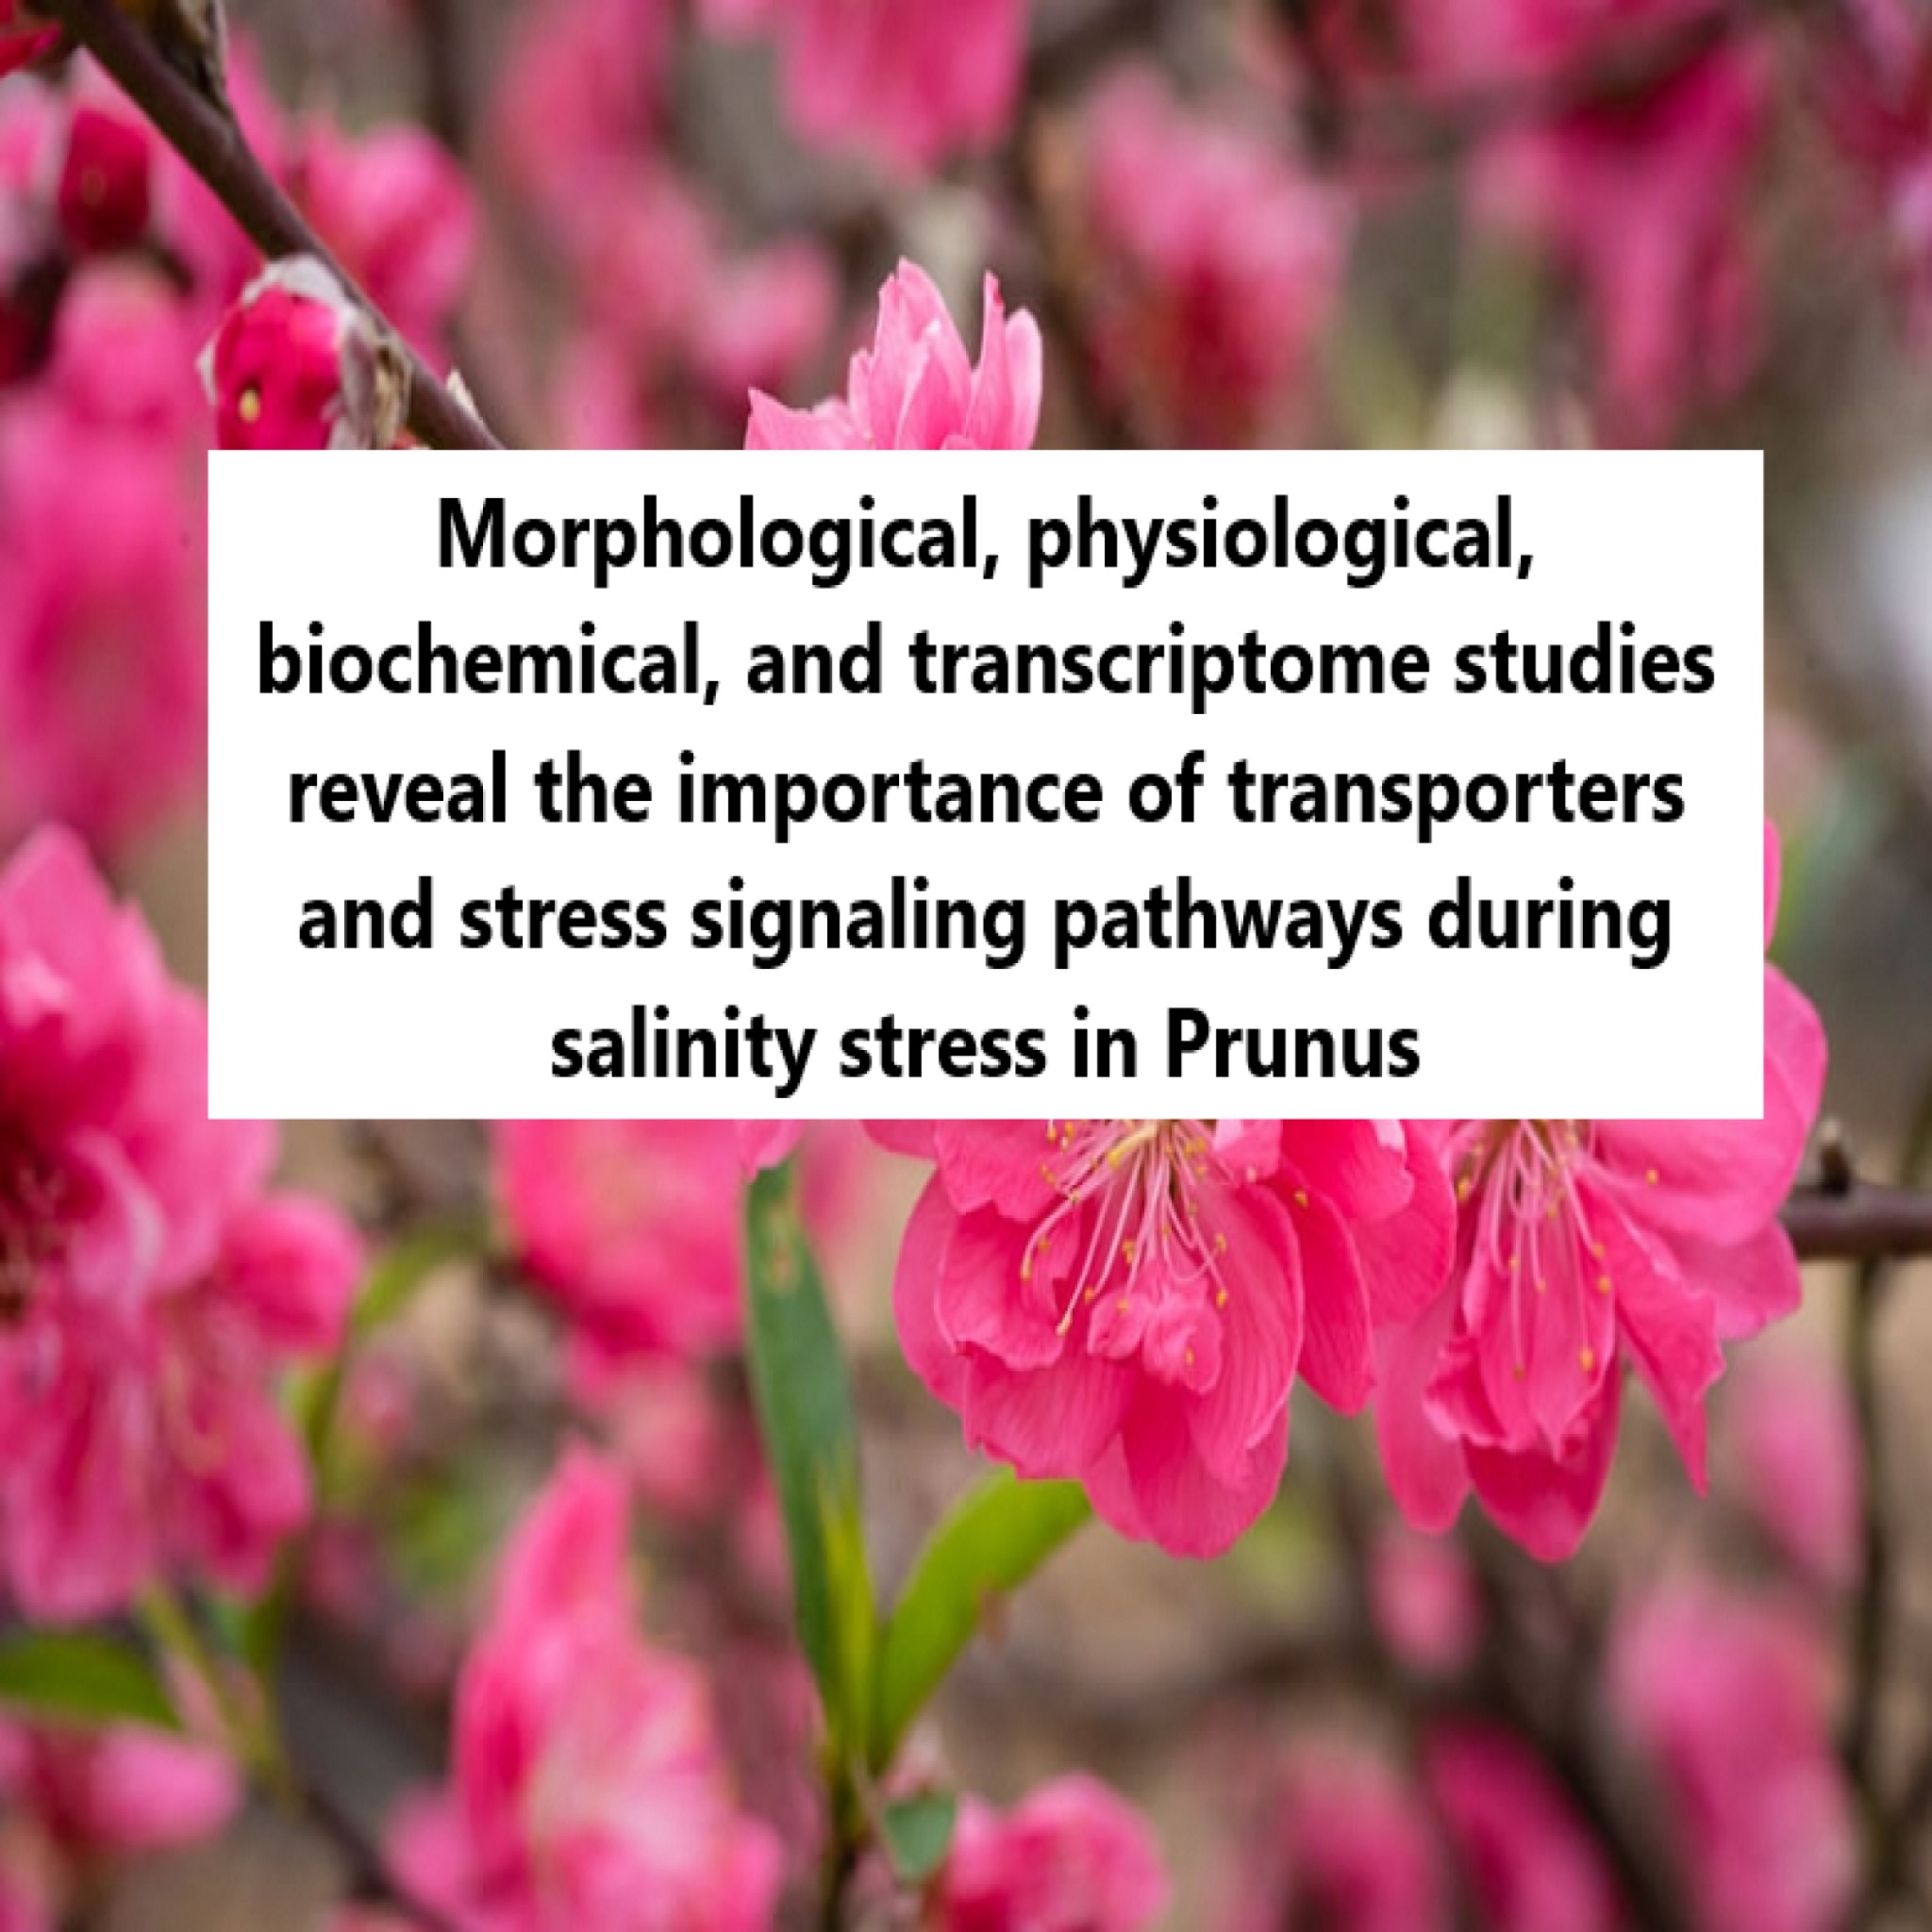 Morphological, physiological,
biochemical, and transcriptome studies
reveal the importance of transporters
and stress signaling pathways during
salinity stress in Prunus